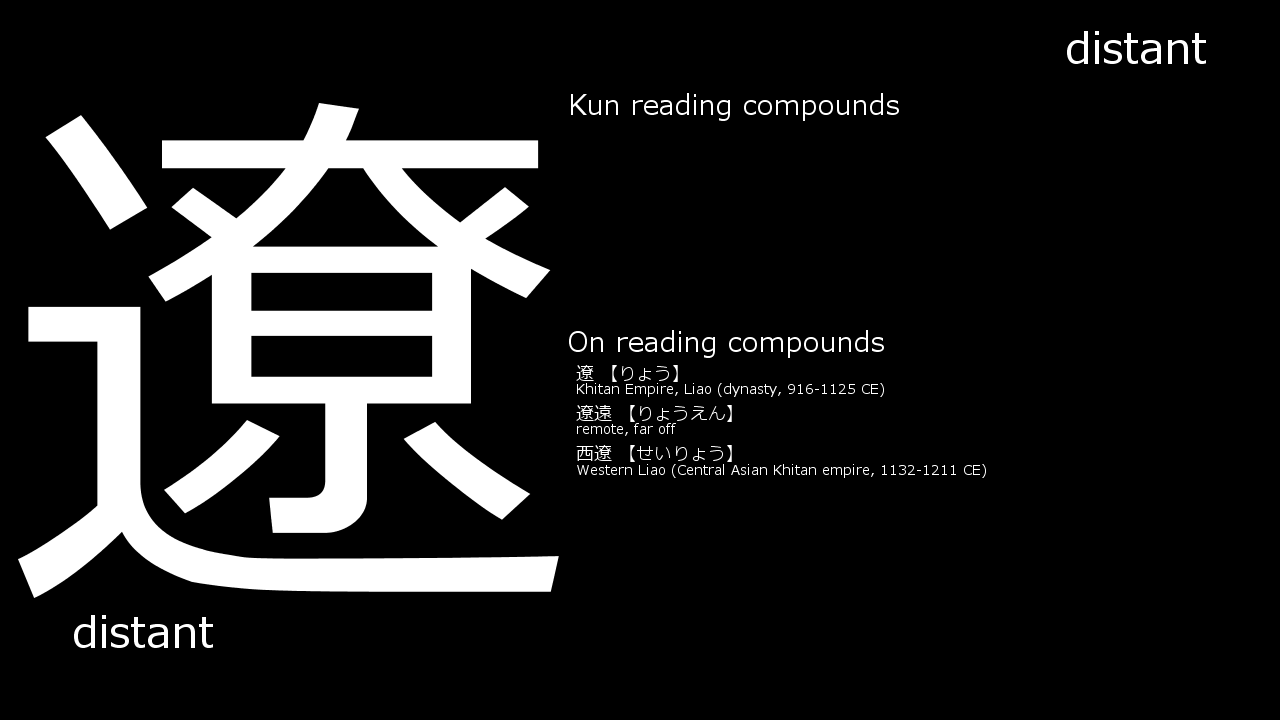 distant
遼
Kun reading compounds
On reading compounds
遼 【りょう】
Khitan Empire, Liao (dynasty, 916-1125 CE)
遼遠 【りょうえん】
remote, far off
西遼 【せいりょう】
Western Liao (Central Asian Khitan empire, 1132-1211 CE)
distant